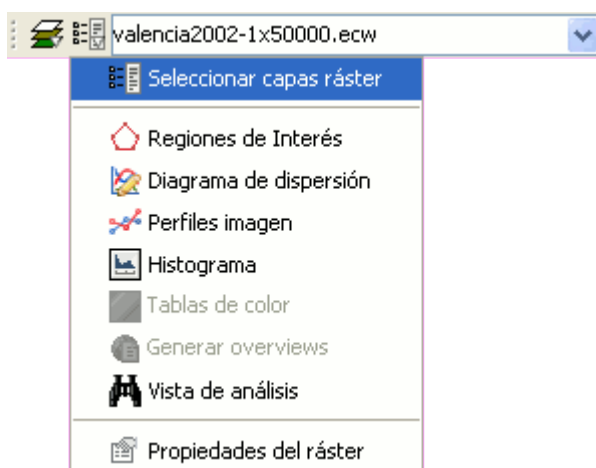 valencia2002-1x50000.ecw
Seleccionar capas ráster
Regiones de Interés
Diagrama de dispersión
Perfiles imagen
Histograma
Tablas de color
Generar overviews
Vista de análisis
Propiedades del ráster